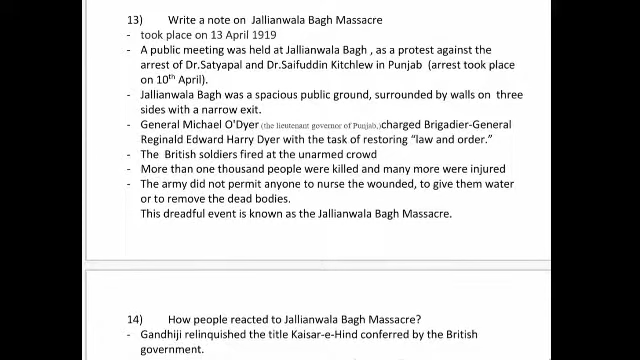 13) Write a note on Jallianwala Bagh Massacre
- took place on 13 April 1919
- A public meeting was held at Jallianwala Bagh , as a protest against the
arrest of Dr.Satyapal and Dr.Saifuddin Kitchlew in Punjab (arrest took place
on 10th April).
- Jallianwala Bagh was a spacious public ground, surrounded by walls on three
sides with a narrow exit.
- General Michael O'Dyer (the lieutenant governor of Punjab,)charged Brigadier-General
Reginald Edward Harry Dyer with the task of restoring “law and order.”
- The British soldiers fired at the unarmed crowd
- More than one thousand people were killed and many more were injured
- The army did not permit anyone to nurse the wounded, to give them water
or to remove the dead bodies.
This dreadful event is known as the Jallianwala Bagh Massacre.
14) How people reacted to Jallianwala Bagh Massacre?
- Gandhiji relinquished the title Kaisar-e-Hind conferred by the British
government.